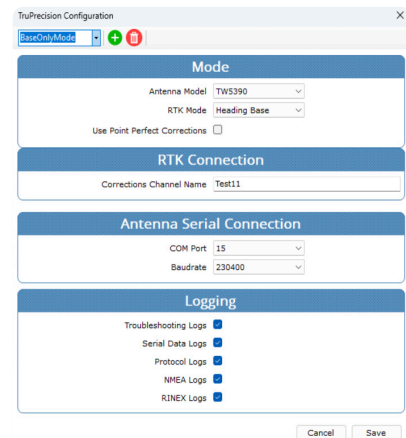 TruPrecision Configuration
BaseOnlyMode
Mode
Antenna Model TW5390
RTK Mode Heading Base
Use Point Perfect Corrections
RTK Connection
Corrections Channel Name Test11
Antenna Serial Connection
COM Port 15
Baudrate 230400
Logging
Troubleshooting Logs
Serial Data Logs
Protocol Logs
NMEA Logs
RINEX Logs
Cancel Save